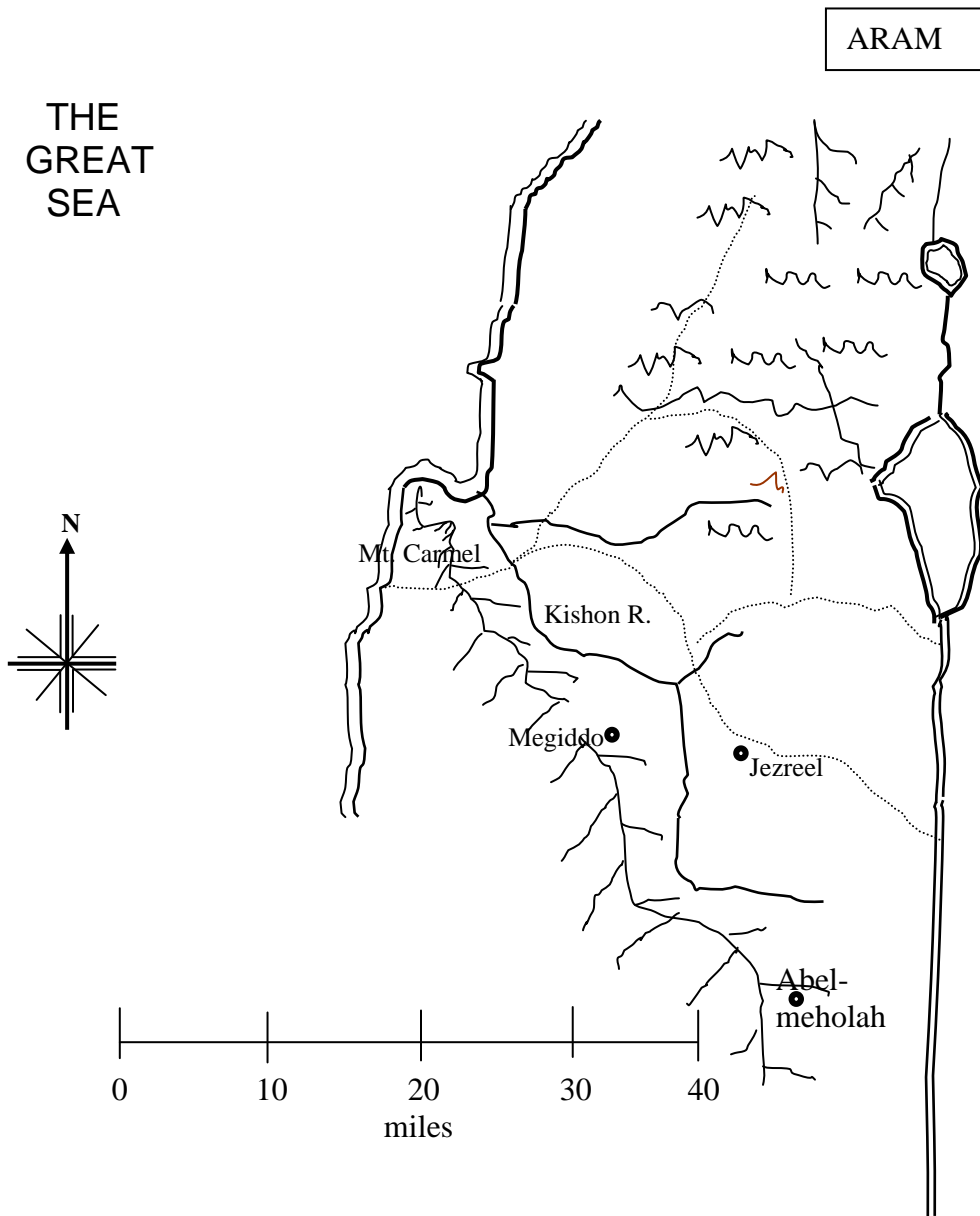 ARAM
THE
GREAT
SEA
N
Mt. Carmel
Kishon R.
Megiddo
Jezreel
Abel-
meholah
0 10 20 30 40
miles